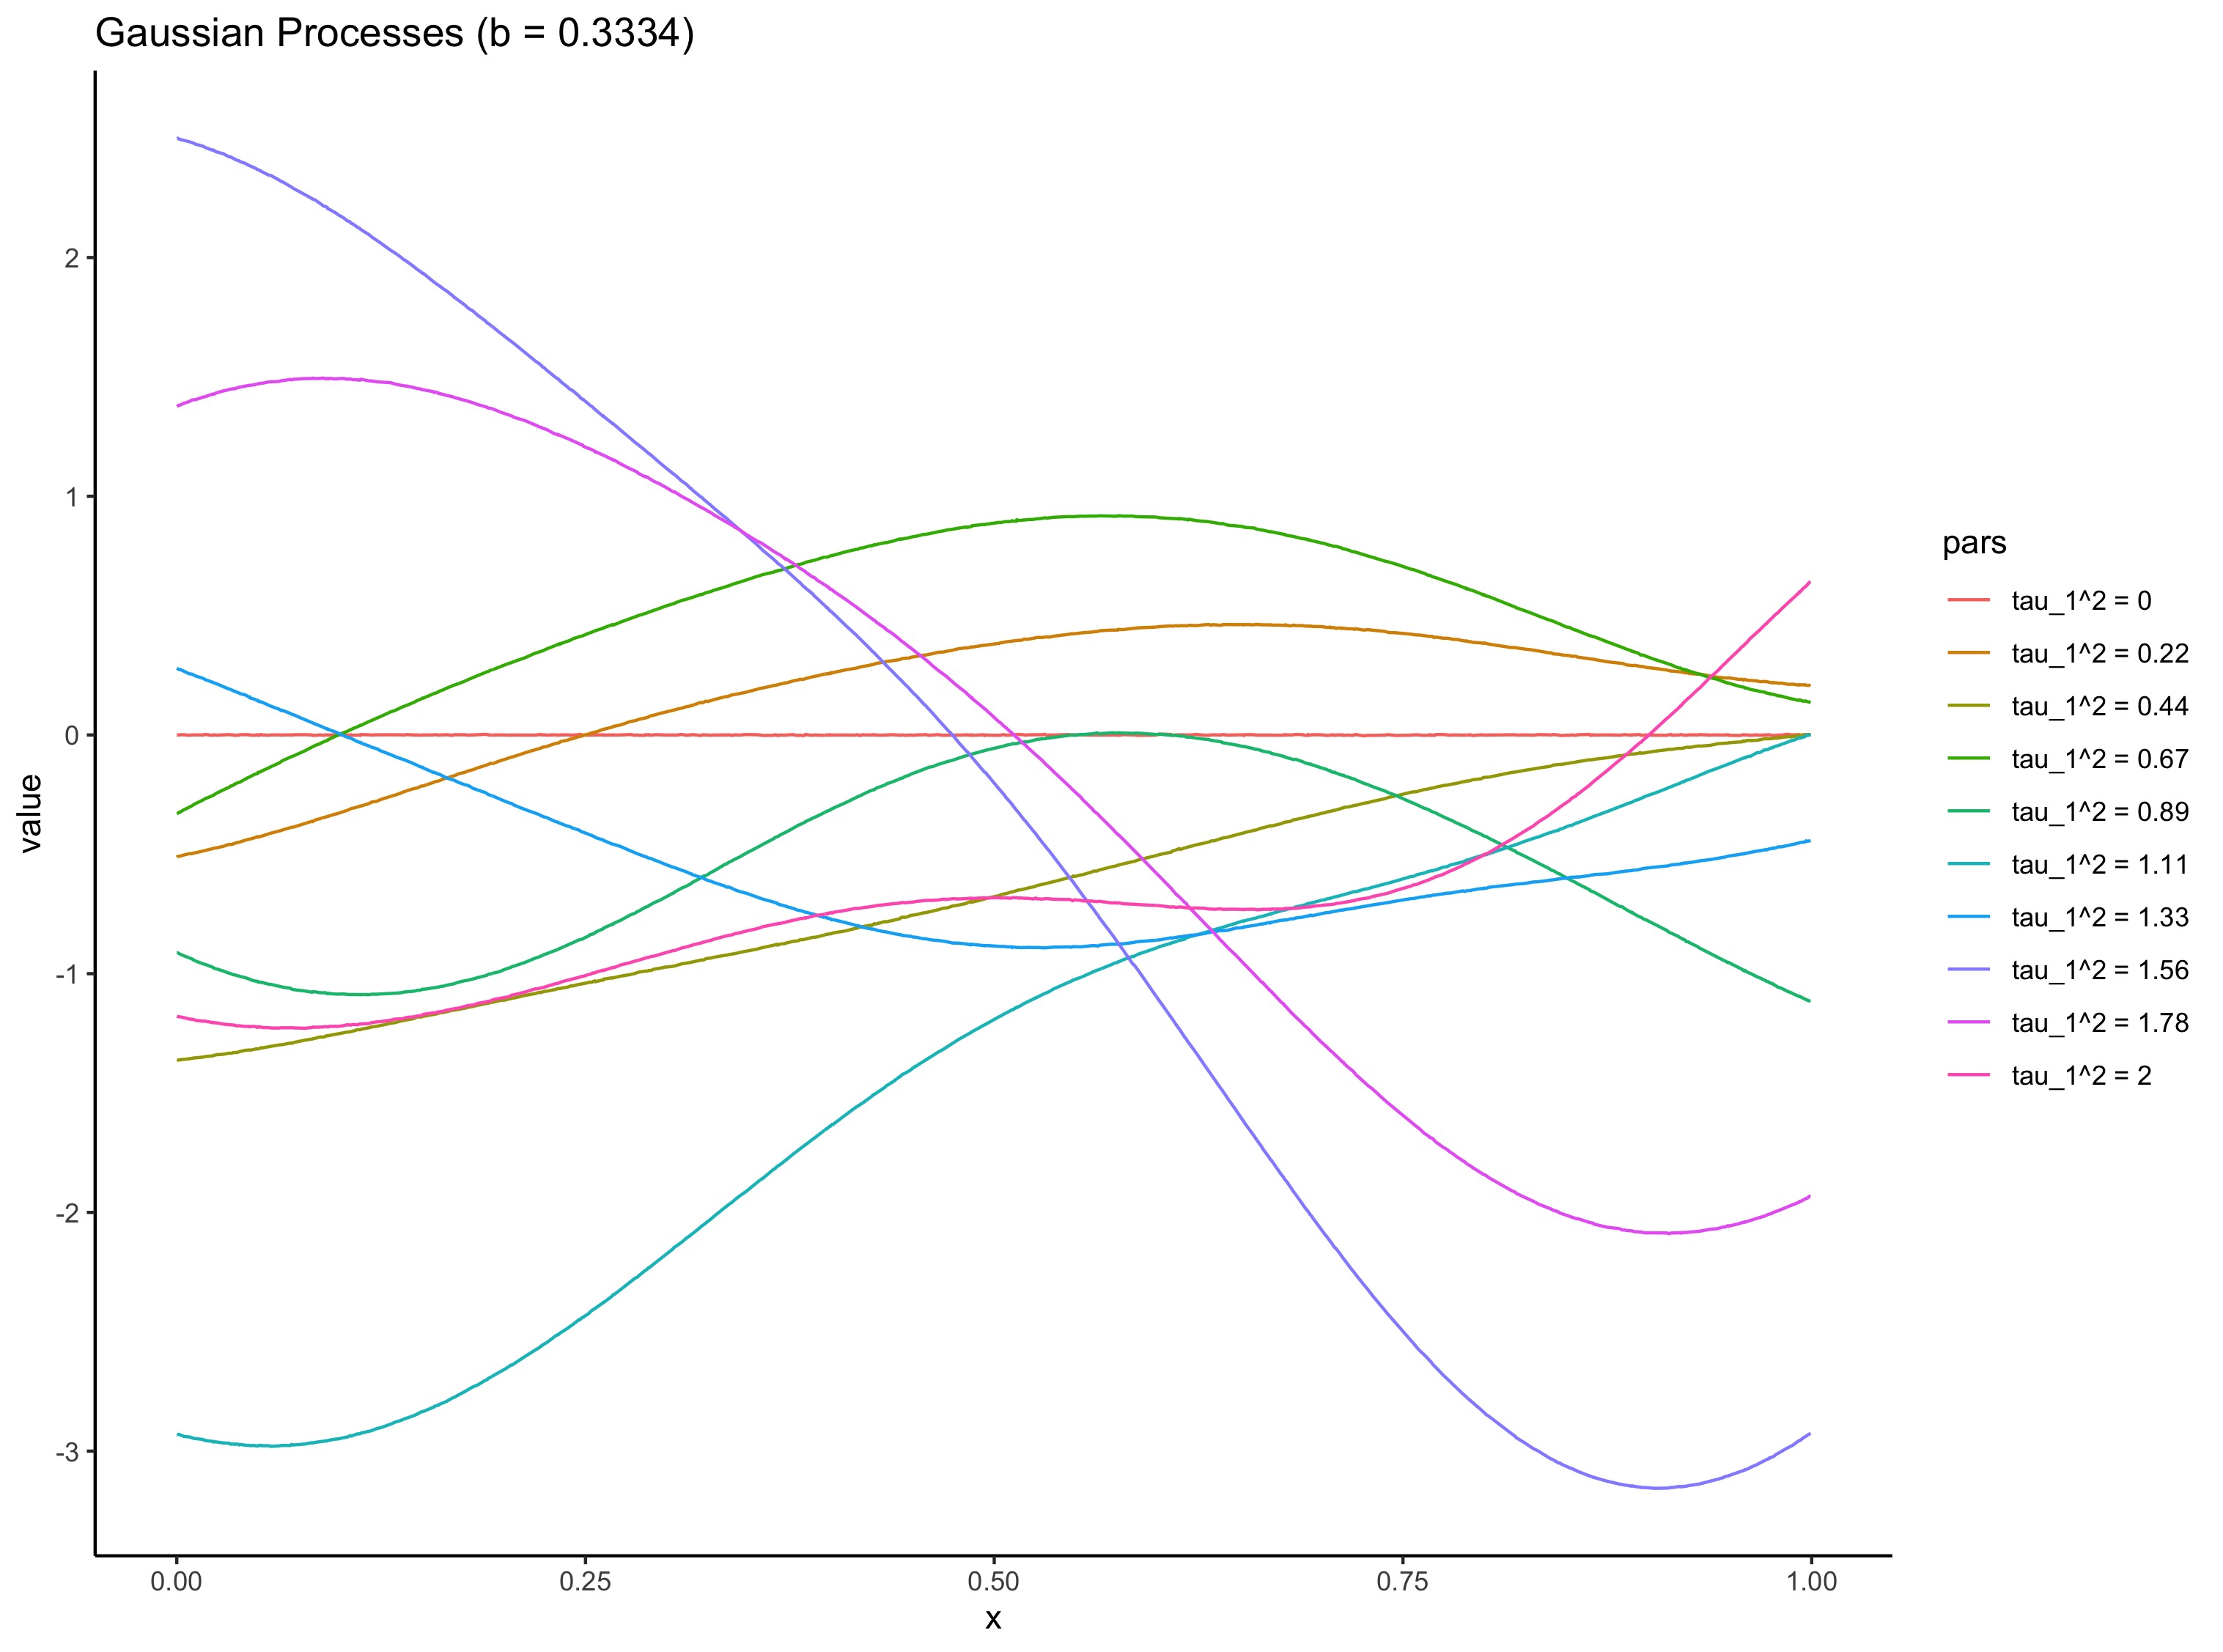 Gaussian Processes (b = 0.3334)
value
2
1
0
-1
-2
-3
0.00
0.25
0.50
0.75
1.00
x
pars
tau_1^2 = 0
tau_1^2 = 0.22
tau_1^2 = 0.44
tau_1^2 = 0.67
tau_1^2 = 0.89
tau_1^2 = 1.11
tau_1^2 = 1.33
tau_1^2 = 1.56
tau_1^2 = 1.78
tau_1^2 = 2